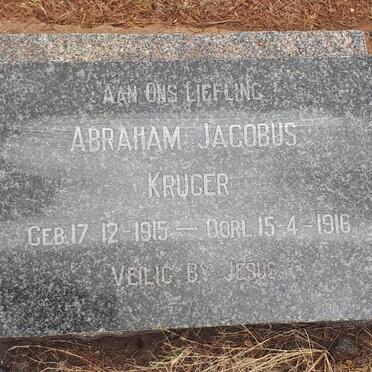 AAN ONS LIEFLING
ABRAHAM JACOBUS
KRUGER
GEB. 17-12-1915 — OORL. 15-4-1916
VEILIG BY JESUS